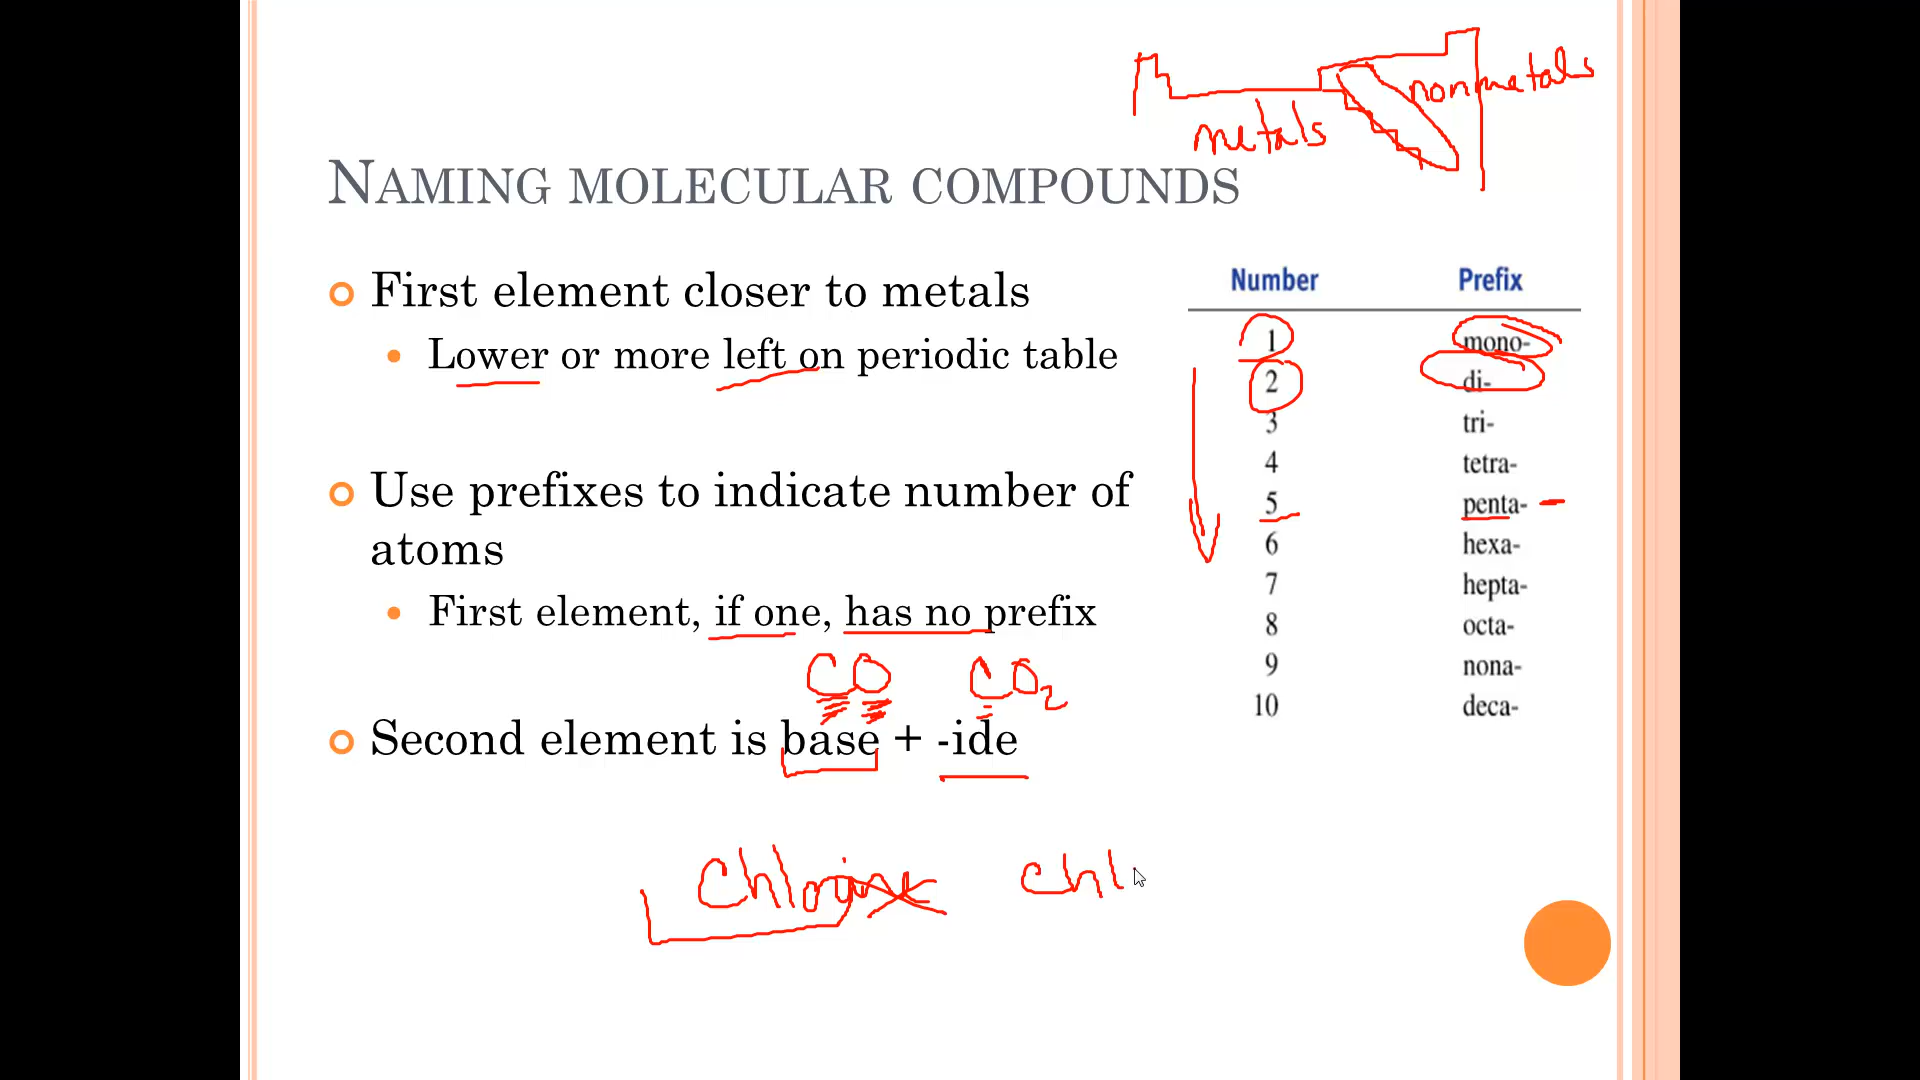 nonmetals
metals
NAMING MOLECULAR COMPOUNDS
First element closer to metals
Lower or more left on periodic table
Use prefixes to indicate number of
atoms
First element, if one, has no prefix
CO CO2
Second element is base + -ide
Chlorine chl
Number Prefix
1 mono-
2 di-
3 tri-
4 tetra-
5 penta-
6 hexa-
7 hepta-
8 octa-
9 nona-
10 deca-